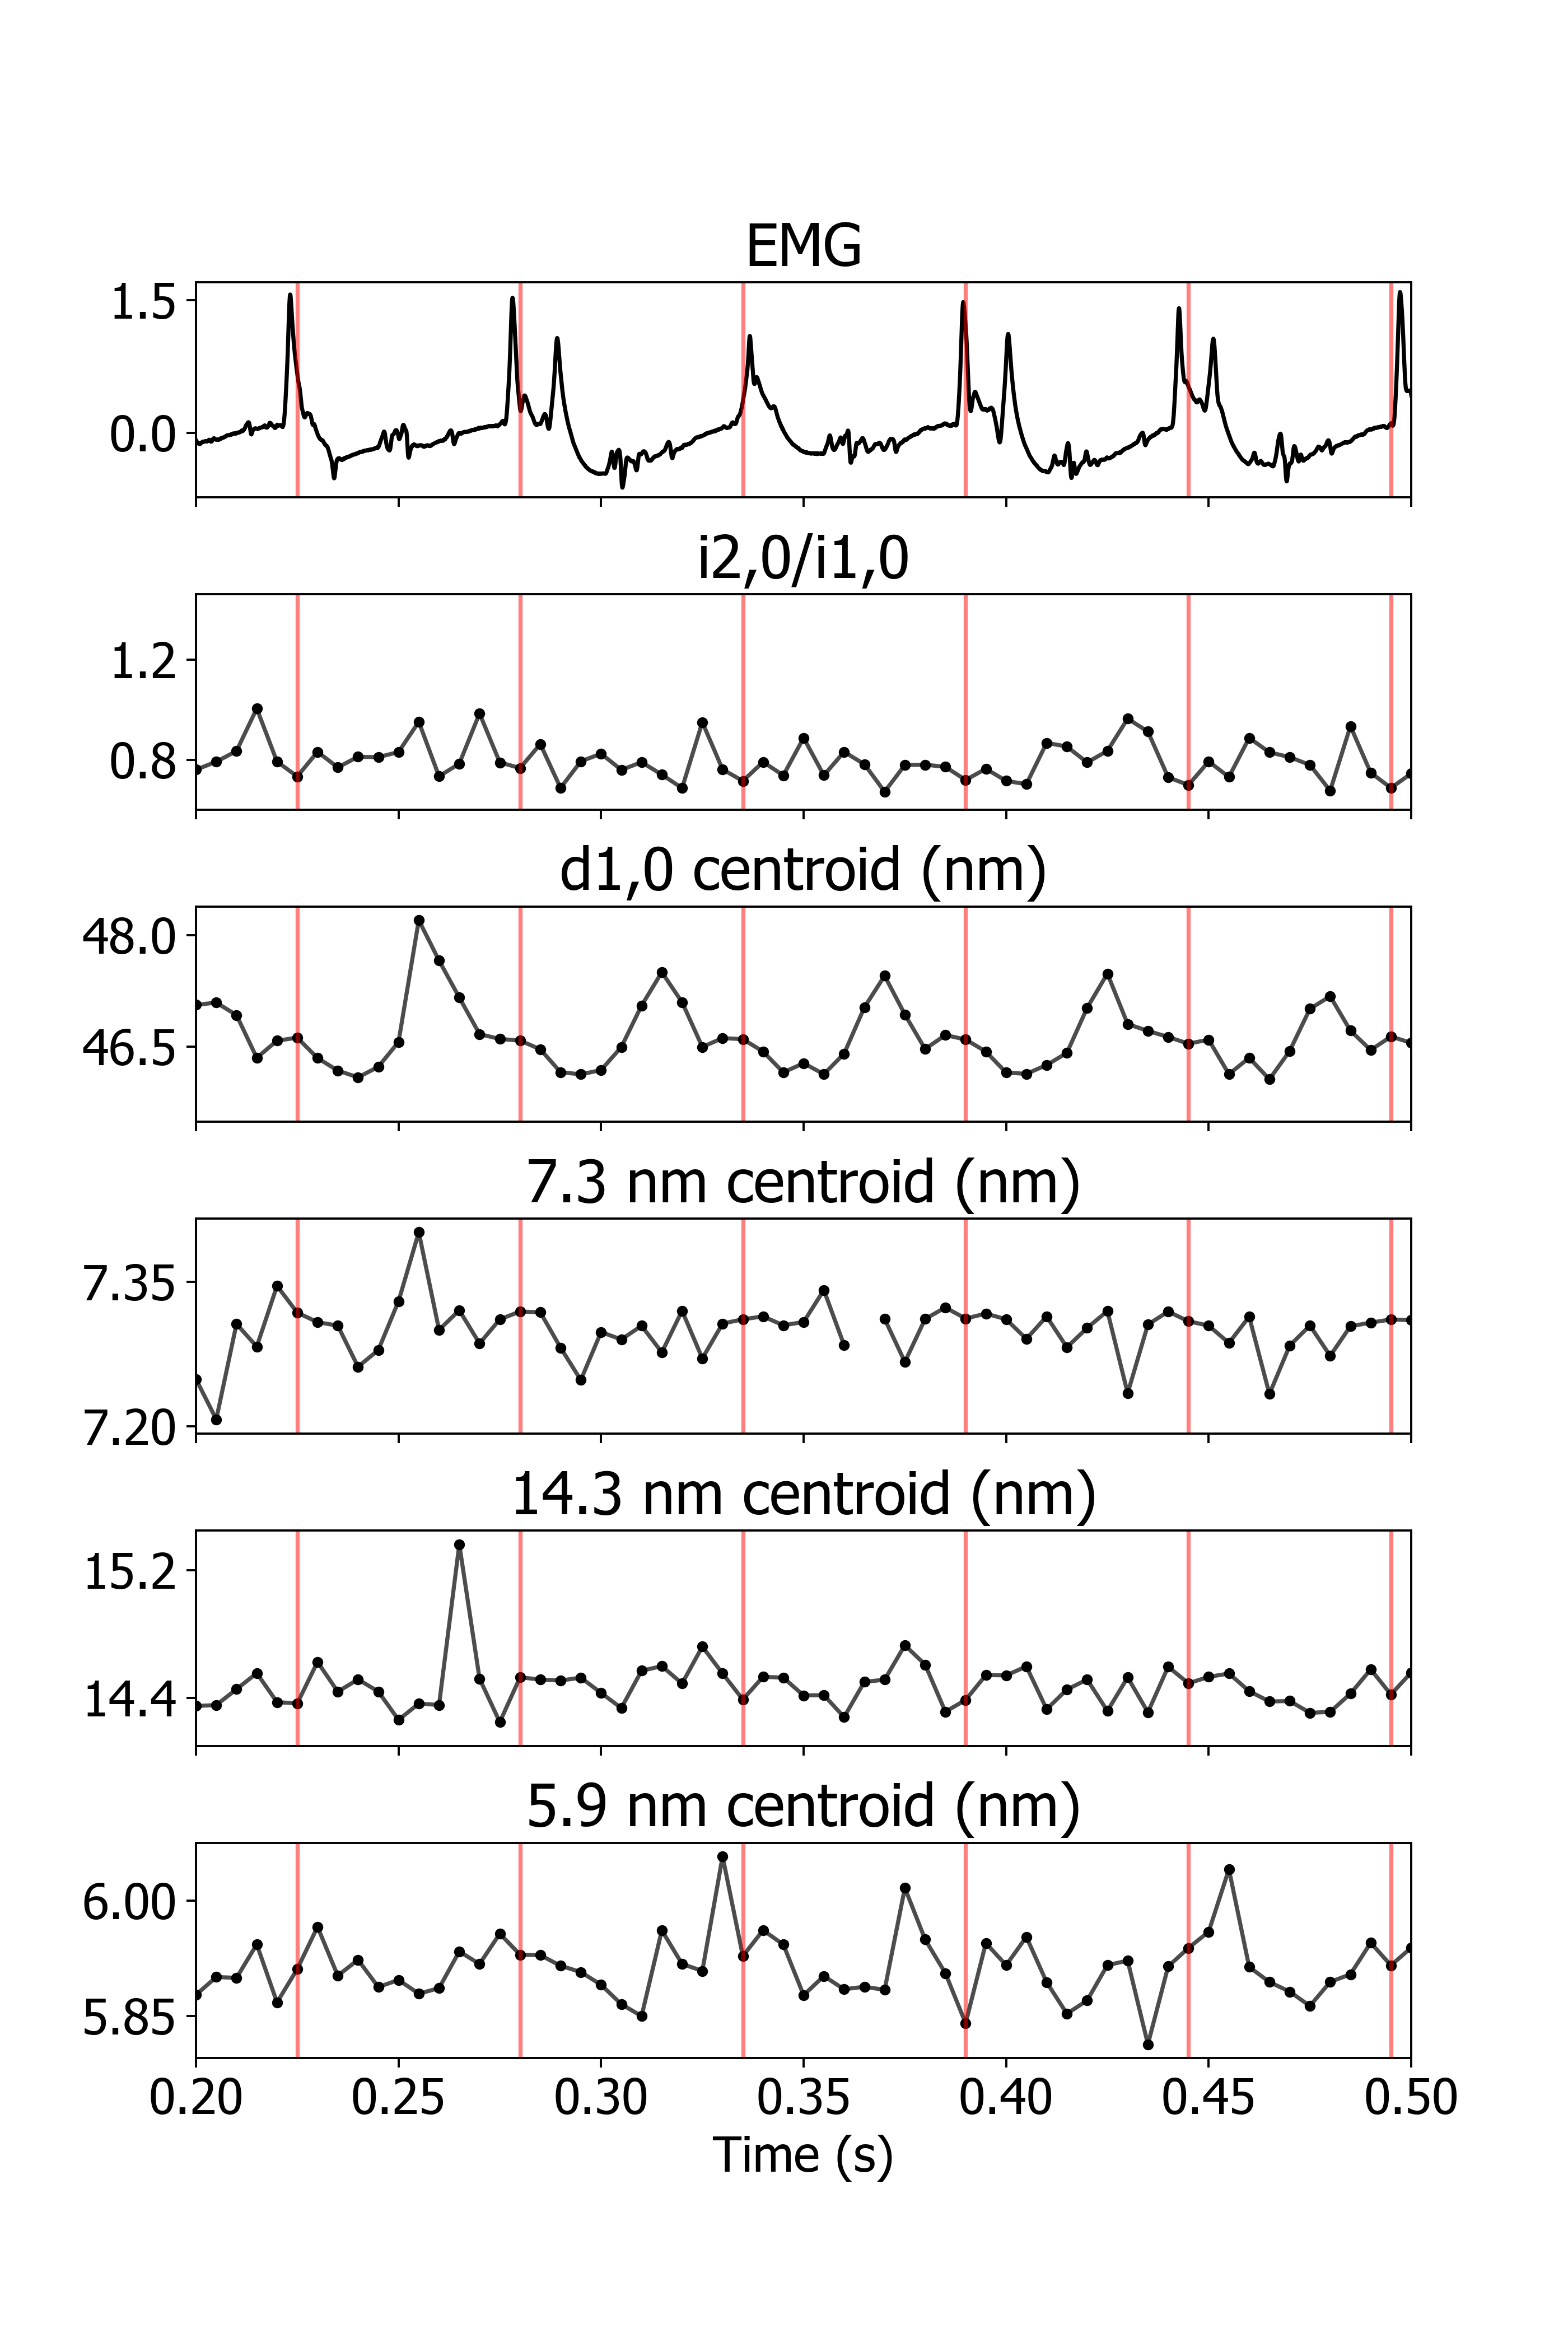 EMG
1.5
0.0
i2,0/i1,0
1.2
0.8
d1,0 centroid (nm)
48.0
46.5
7.3 nm centroid (nm)
7.35
7.20
14.3 nm centroid (nm)
15.2
14.4
5.9 nm centroid (nm)
6.00
5.85
0.20 0.25 0.30 0.35 0.40 0.45 0.50
Time (s)